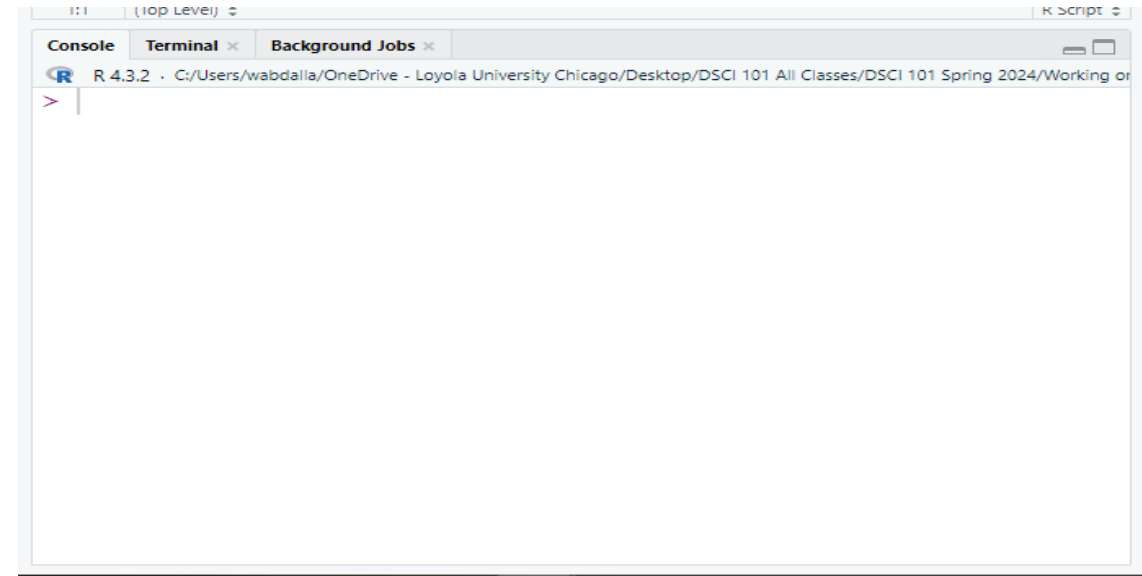 1:1 (Top Level) R Script
Console Terminal × Background Jobs ×
R R 4.3.2 · C:/Users/wabdalla/OneDrive - Loyola University Chicago/Desktop/DSCI 101 All Classes/DSCI 101 Spring 2024/Working or
>